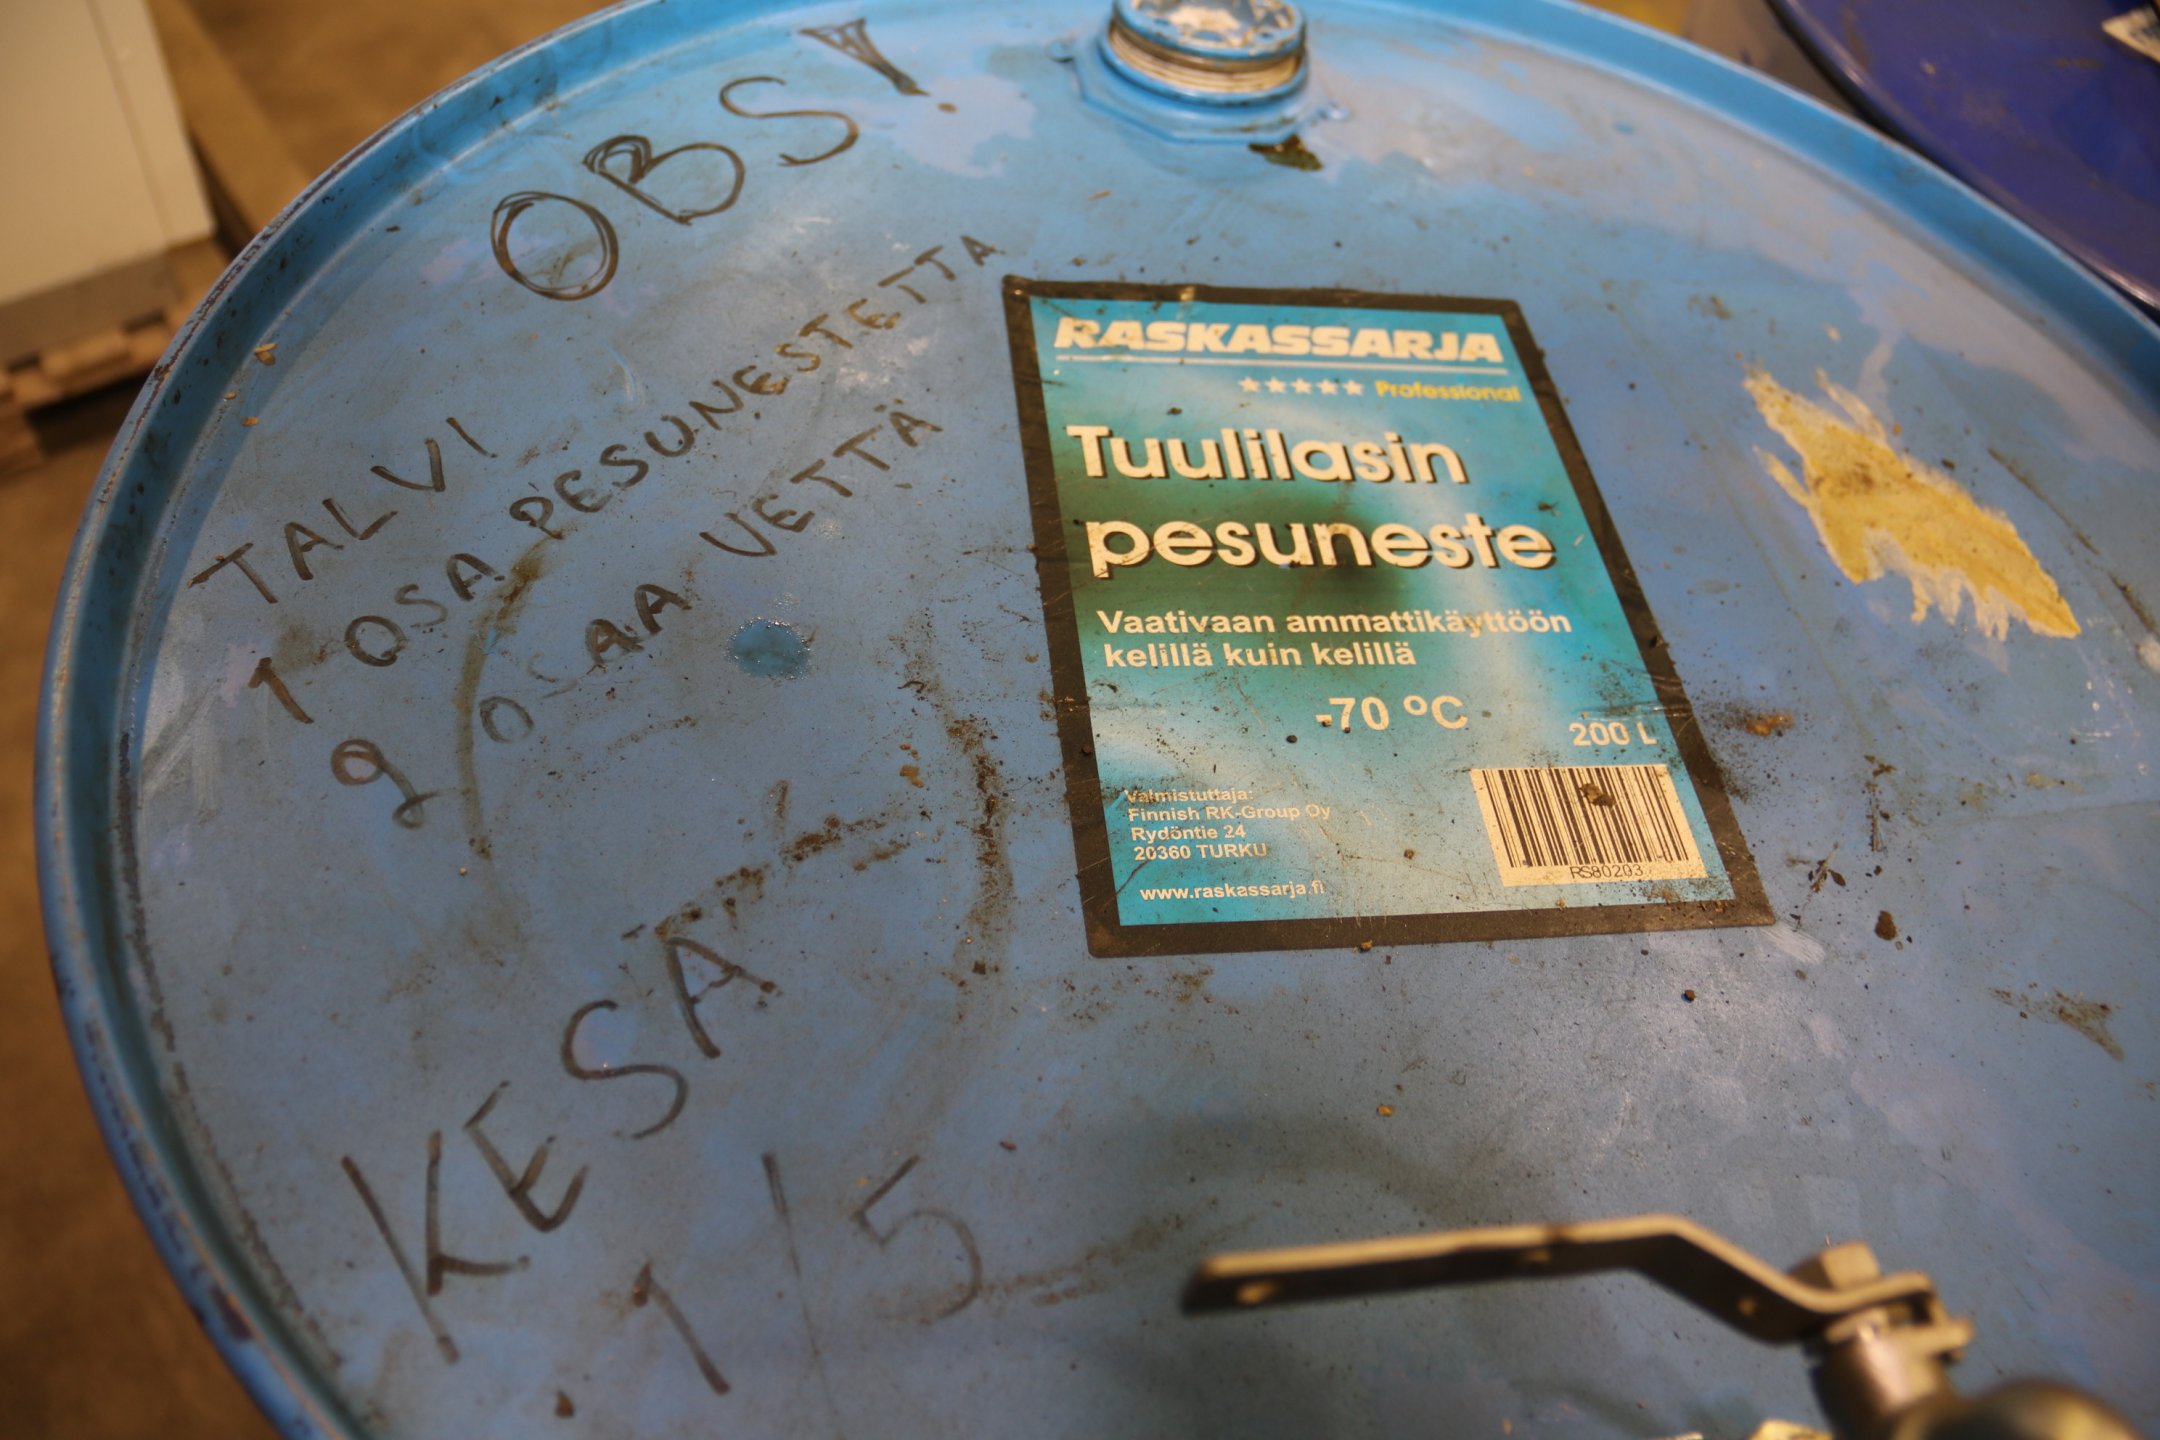 OBS!
TALVI
1 OSA PESUNESTETTA
2 OSAA VETTÄ
KESÄ
1/5
RASKASSARJA
★★★★★ Professional
Tuulilasin
pesuneste
Vaativaan ammattikäyttöön
kelillä kuin kelillä
-70 °C
200 L
Valmistuttaja:
Finnish RK-Group Oy
Rydöntie 24
20360 TURKU
www.raskassarja.fi
RS80203